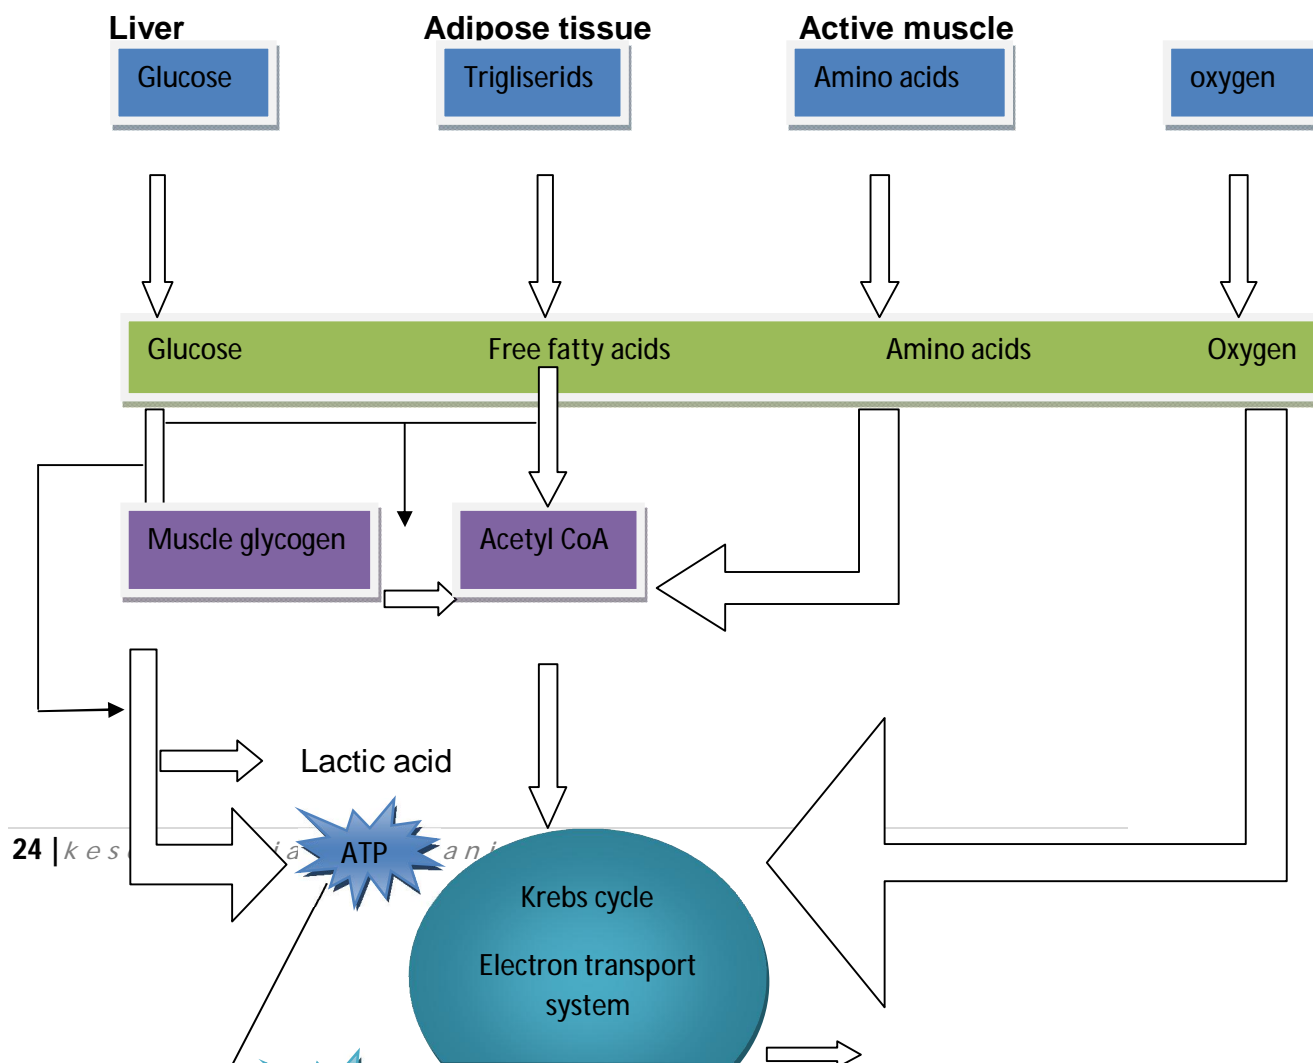 Liver Adipose tissue Active muscle
Glucose Trigliserids Amino acids oxygen
Glucose Free fatty acids Amino acids Oxygen
Muscle glycogen Acetyl CoA
Lactic acid
24 |
ATP
Krebs cycle
Electron transport
system